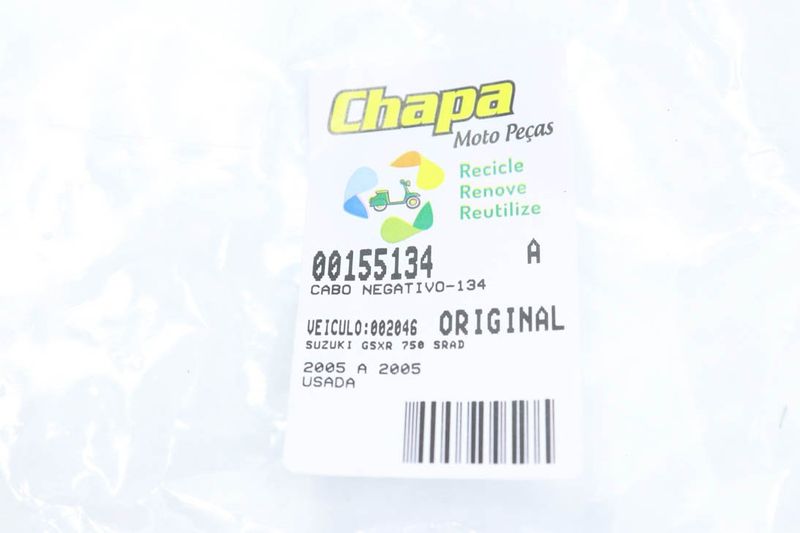 Chapa
Moto Peças
Recicle
Renove
Reutilize
00155134 A
CABO NEGATIVO-134
VEICULO:002046 ORIGINAL
SUZUKI GSXR 750 SRAD
2005 A 2005
USADA